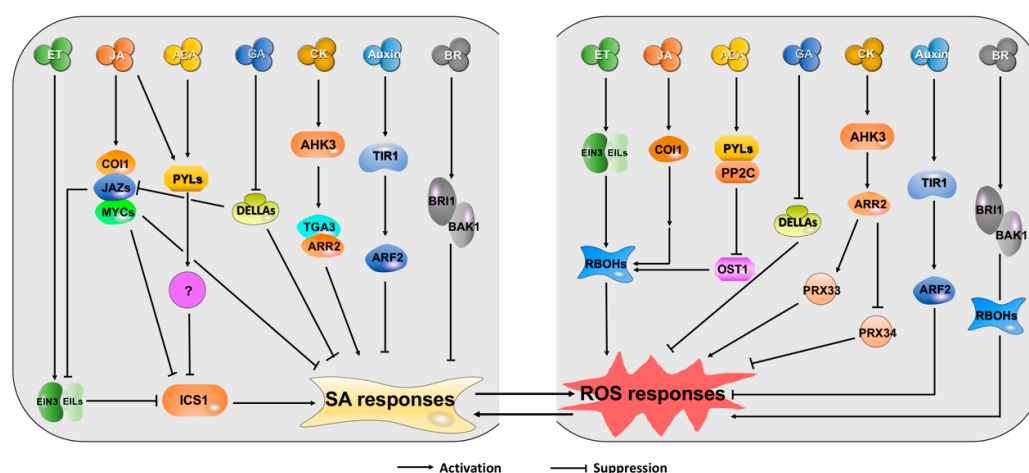 ET JA ABA GA CK Auxin BR
AHK3
TIR1
COI1
JAZs
MYCs
PYLs
DELLAs
BRI1
BAK1
TGA3
ARR2
ARF2
?
EIN3 EILs
ICS1
SA responses
ET JA ABA GA CK Auxin BR
AHK3
EIN3 EILs
COI1
PYLs
PP2C
TIR1
ARR2
DELLAs
BRI1
BAK1
RBOHs
OST1
PRX33
ARF2
RBOHs
PRX34
ROS responses
Activation Suppression